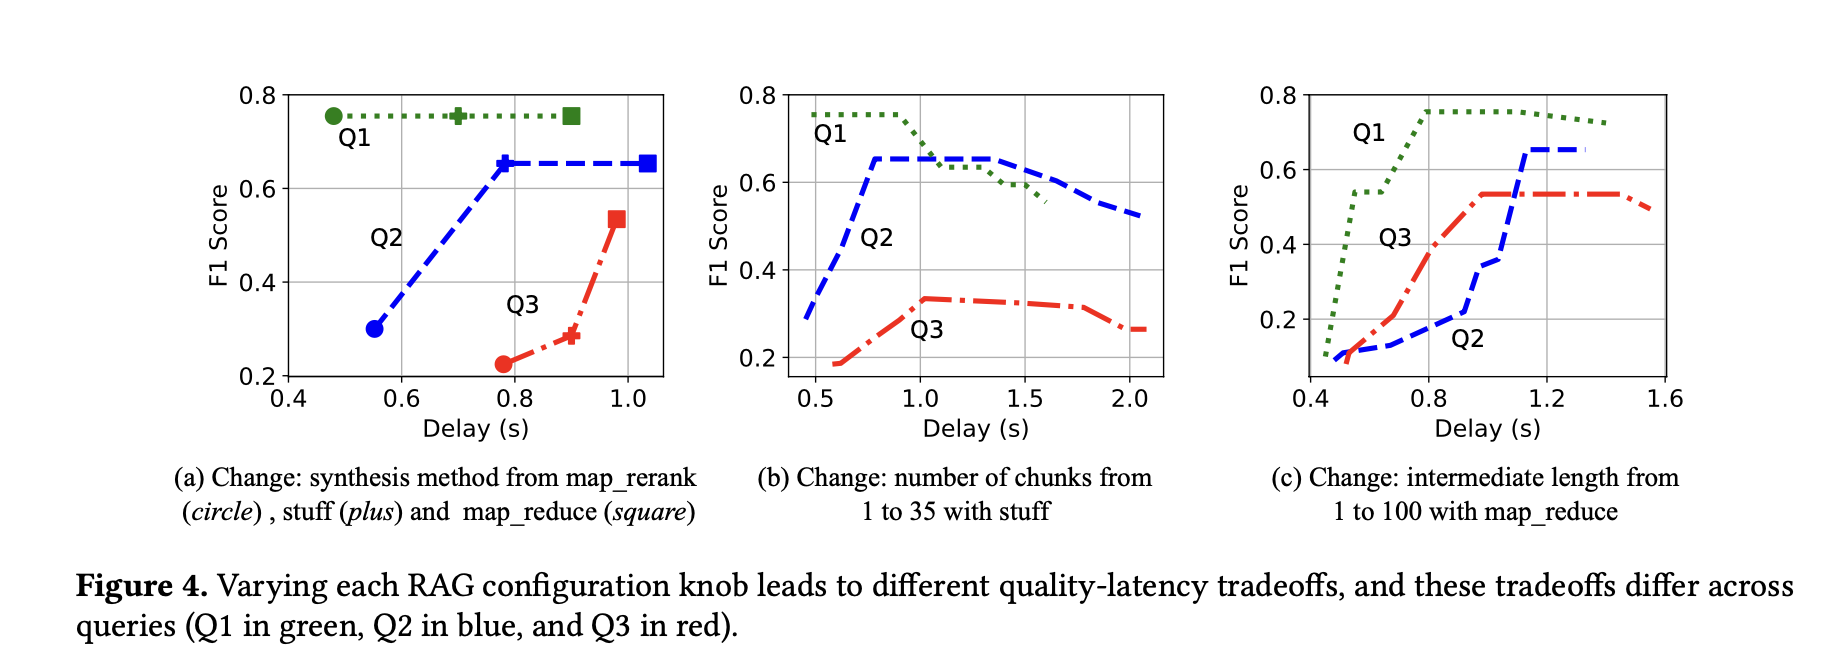 0.8
0.6
0.4
0.2
F1 Score
Q1
Q2
Q3
0.4 0.6 0.8 1.0
Delay (s)
(a) Change: synthesis method from map_rerank
(circle) , stuff (plus) and map_reduce (square)
0.8
0.6
0.4
0.2
F1 Score
Q1
Q2
Q3
0.5 1.0 1.5 2.0
Delay (s)
(b) Change: number of chunks from
1 to 35 with stuff
0.8
0.6
0.4
0.2
F1 Score
Q1
Q3
Q2
0.4 0.8 1.2 1.6
Delay (s)
(c) Change: intermediate length from
1 to 100 with map_reduce
Figure 4. Varying each RAG configuration knob leads to different quality-latency tradeoffs, and these tradeoffs differ across
queries (Q1 in green, Q2 in blue, and Q3 in red).